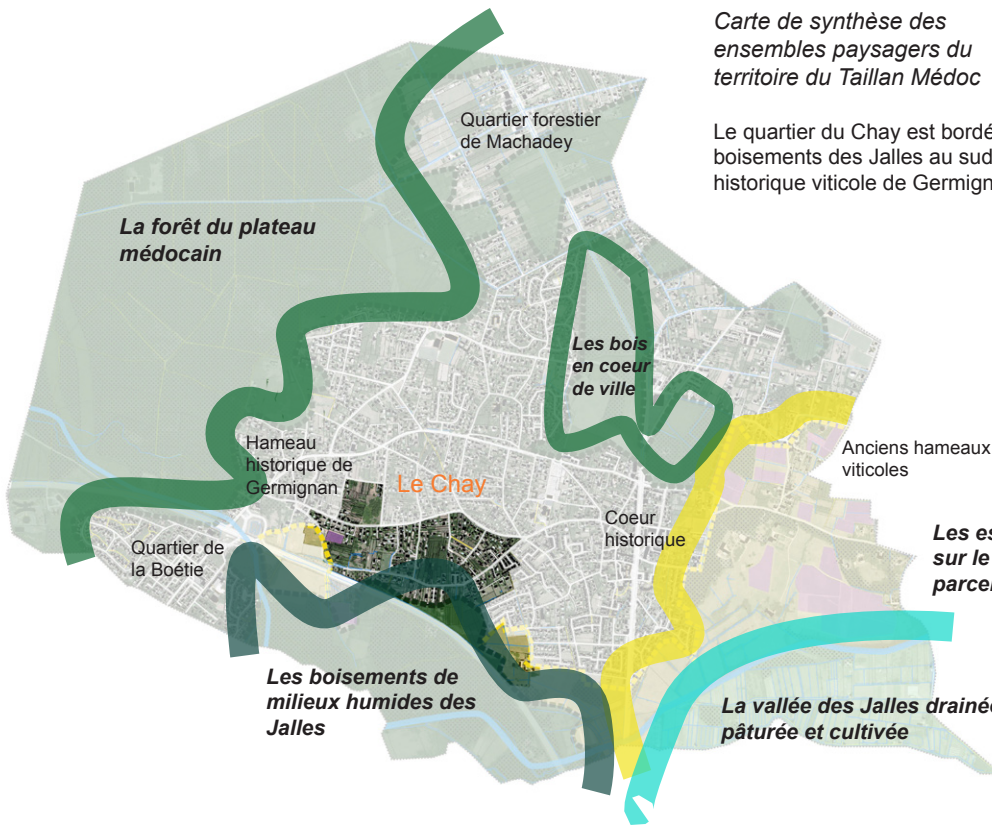 Carte de synthèse des
ensembles paysagers du
territoire du Taillan Médoc
Le quartier du Chay est bordé
boisements des Jalles au sud
historique viticole de Germign
Quartier forestier
de Machadey
La forêt du plateau
médocain
Les bois
en coeur
de ville
Hameau
historique de
Germignan
Le Chay
Anciens hameaux
viticoles
Coeur
historique
Quartier de
la Boétie
Les es
sur le
parcel
Les boisements de
milieux humides des
Jalles
La vallée des Jalles drainé
pâturée et cultivée